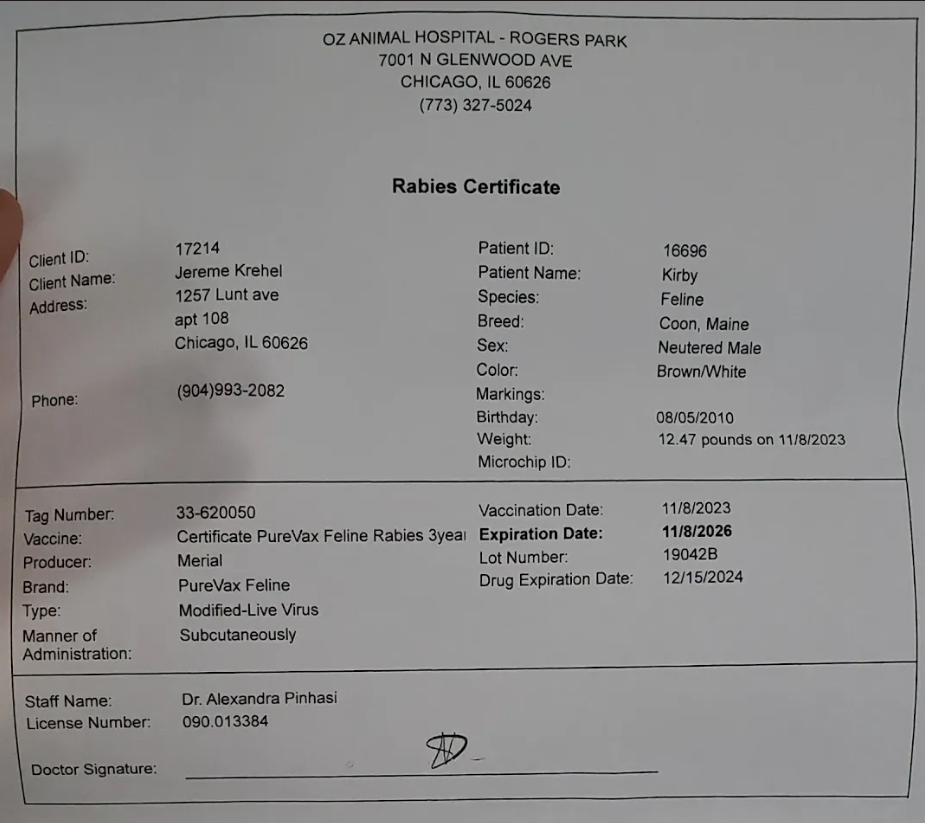 OZ ANIMAL HOSPITAL - ROGERS PARK
7001 N GLENWOOD AVE
CHICAGO, IL 60626
(773) 327-5024
Rabies Certificate
Client ID: 17214
Client Name: Jereme Krehel
Address: 1257 Lunt ave
apt 108
Chicago, IL 60626
Phone: (904)993-2082
Patient ID: 16696
Patient Name: Kirby
Species: Feline
Breed: Coon, Maine
Sex: Neutered Male
Color: Brown/White
Markings:
Birthday: 08/05/2010
Weight: 12.47 pounds on 11/8/2023
Microchip ID:
Tag Number: 33-620050
Vaccine: Certificate PureVax Feline Rabies 3year
Producer: Merial
Brand: PureVax Feline
Type: Modified-Live Virus
Manner of
Administration: Subcutaneously
Vaccination Date: 11/8/2023
Expiration Date: 11/8/2026
Lot Number: 19042B
Drug Expiration Date: 12/15/2024
Staff Name: Dr. Alexandra Pinhasi
License Number: 090.013384
Doctor Signature: